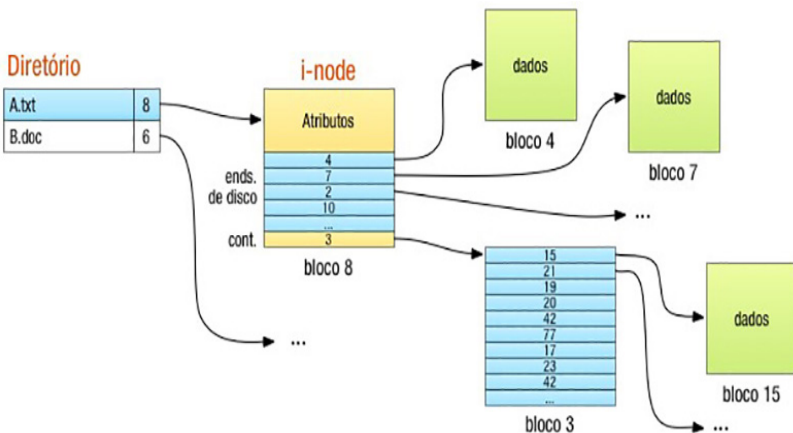 Diretório
A.txt 8
B.doc 6
i-node
Atributos
ends.
de disco
4
7
2
10
...
cont.
3
bloco 8
...
dados
bloco 4
dados
bloco 7
...
15
21
19
20
42
77
17
23
42
...
bloco 3
dados
bloco 15
...